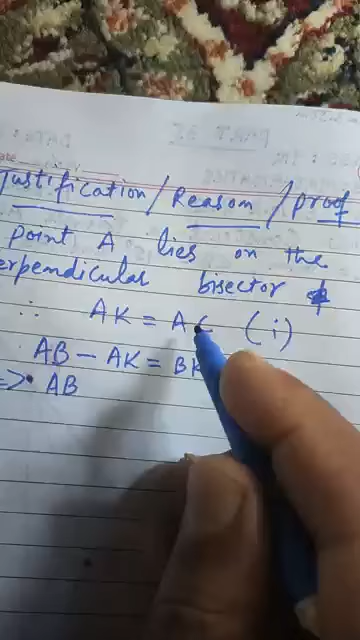 Justification/Reason/proof
point A lies on the
perpendicular bisector of
∴ AK = AC (i)
AB - AK = BK
=> AB